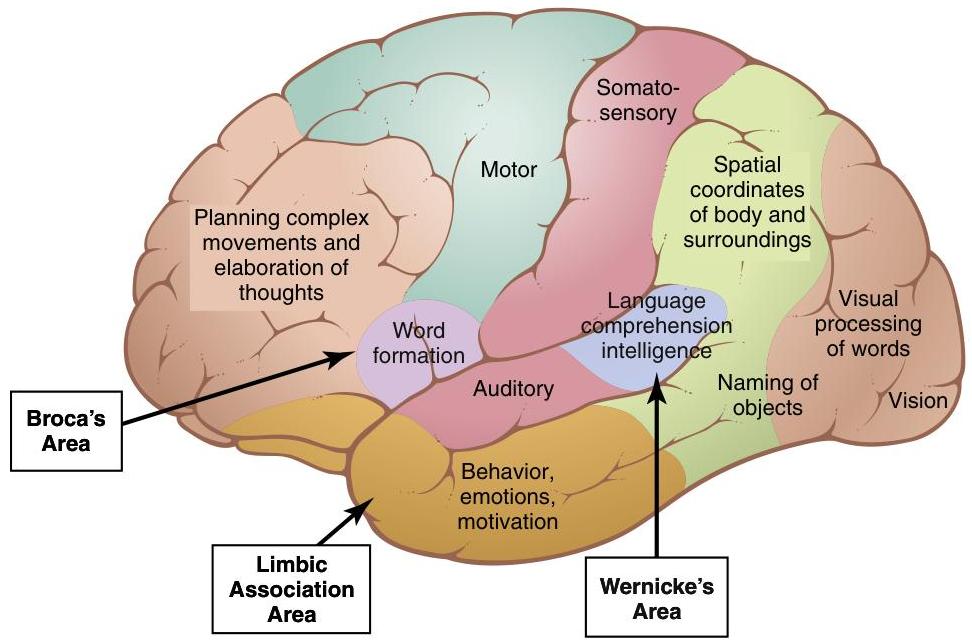 Somato-
sensory
Motor
Spatial
coordinates
of body and
surroundings
Planning complex
movements and
elaboration of
thoughts
Word
formation
Language
comprehension
intelligence
Visual
processing
of words
Auditory
Naming of
objects
Vision
Broca's
Area
Behavior,
emotions,
motivation
Limbic
Association
Area
Wernicke's
Area